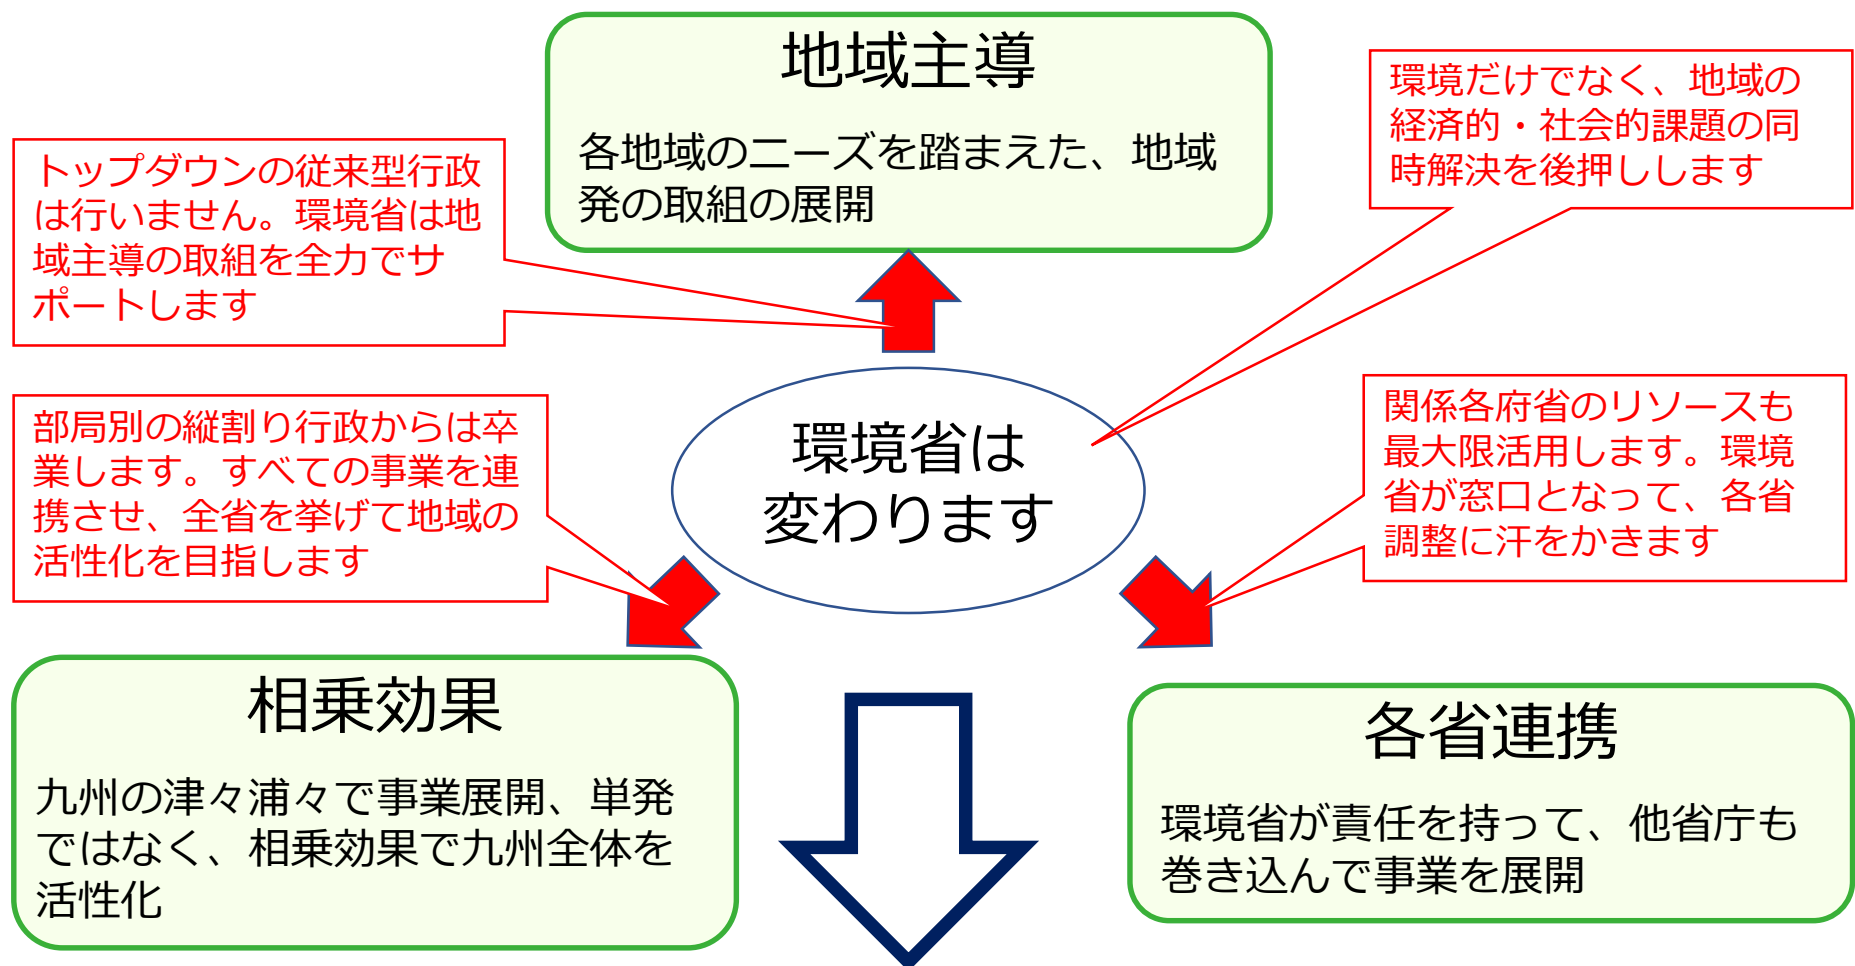 地域主導
各地域のニーズを踏まえた、地域
発の取組の展開
環境だけでなく、地域の
経済的・社会的課題の同
時解決を後押しします
トップダウンの従来型行政
は行いません。環境省は地
域主導の取組を全力でサ
ポートします
環境省は
変わります
部局別の縦割り行政からは卒
業します。すべての事業を連
携させ、全省を挙げて地域の
活性化を目指します
関係各府省のリソースも
最大限活用します。環境
省が窓口となって、各省
調整に汗をかきます
相乗効果
九州の津々浦々で事業展開、単発
ではなく、相乗効果で九州全体を
活性化
各省連携
環境省が責任を持って、他省庁も
巻き込んで事業を展開